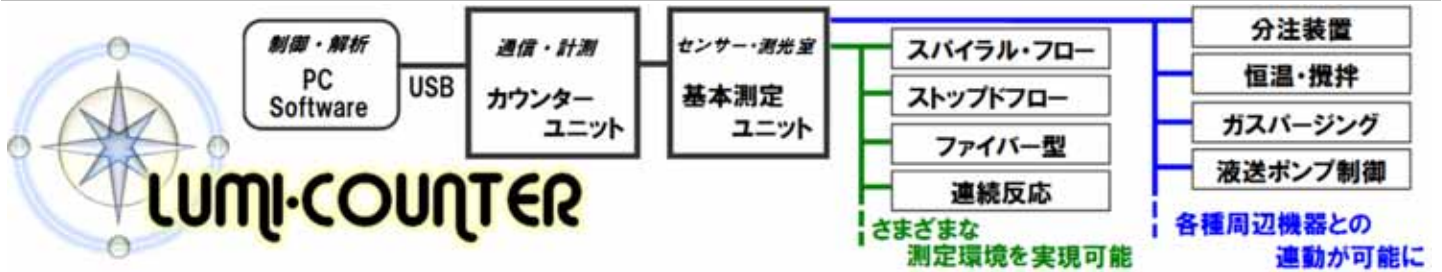 制御・解析
PC
Software
USB
通信・計測
カウンター
ユニット
センサー・測光室
基本測定
ユニット
スパイラル・フロー
ストップドフロー
ファイバー型
連続反応
さまざまな
測定環境を実現可能
分注装置
恒温・攪拌
ガスパージング
液送ポンプ制御
各種周辺機器との
連動が可能に
LUMI・COUNTER